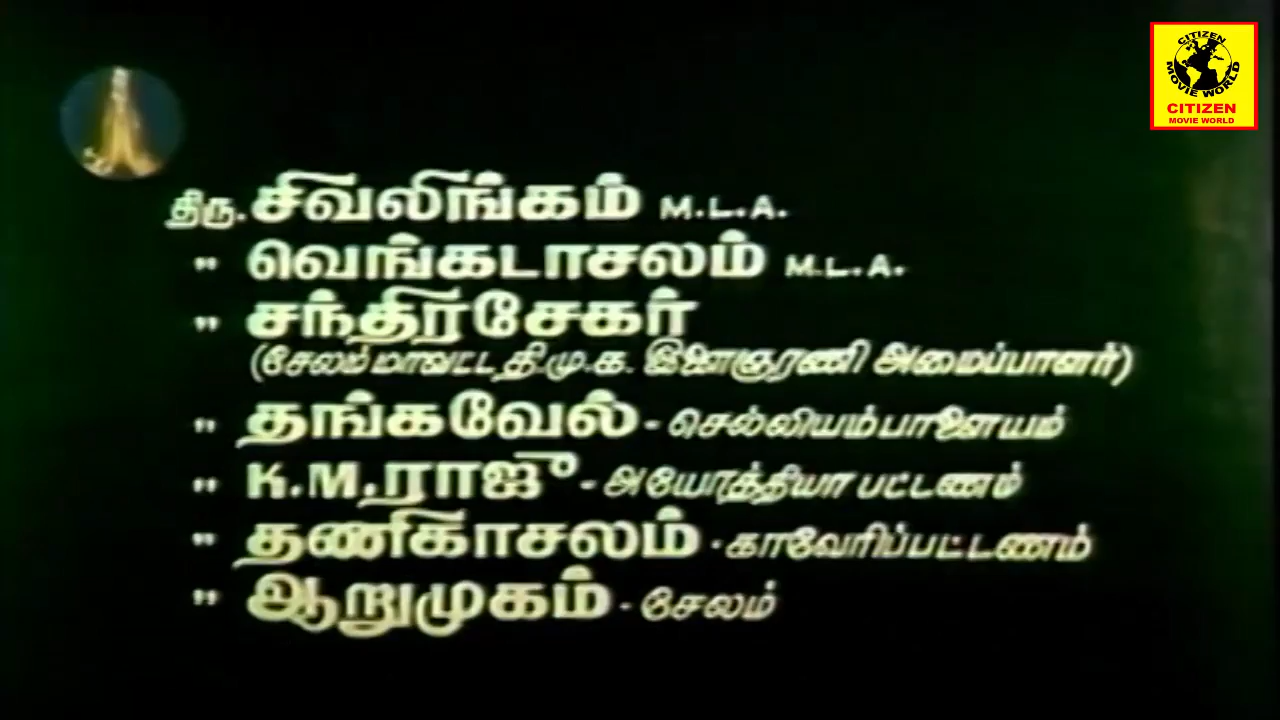 CITIZEN
MOVIE WORLD
CITIZEN
MOVIE WORLD
திரு. சிவலிங்கம் M.L.A.
" வெங்கடாசலம் M.L.A.
" சந்திரசேகர்
(சேலம் மாவட்ட தி.மு.க. இளைஞரணி அமைப்பாளர்)
" தங்கவேல் - செல்லியம்பாளையம்
" K.M.ராஜு - அயோத்தியா பட்டணம்
" தணிகாசலம் - காவேரிப்பட்டணம்
" ஆறுமுகம் - சேலம்